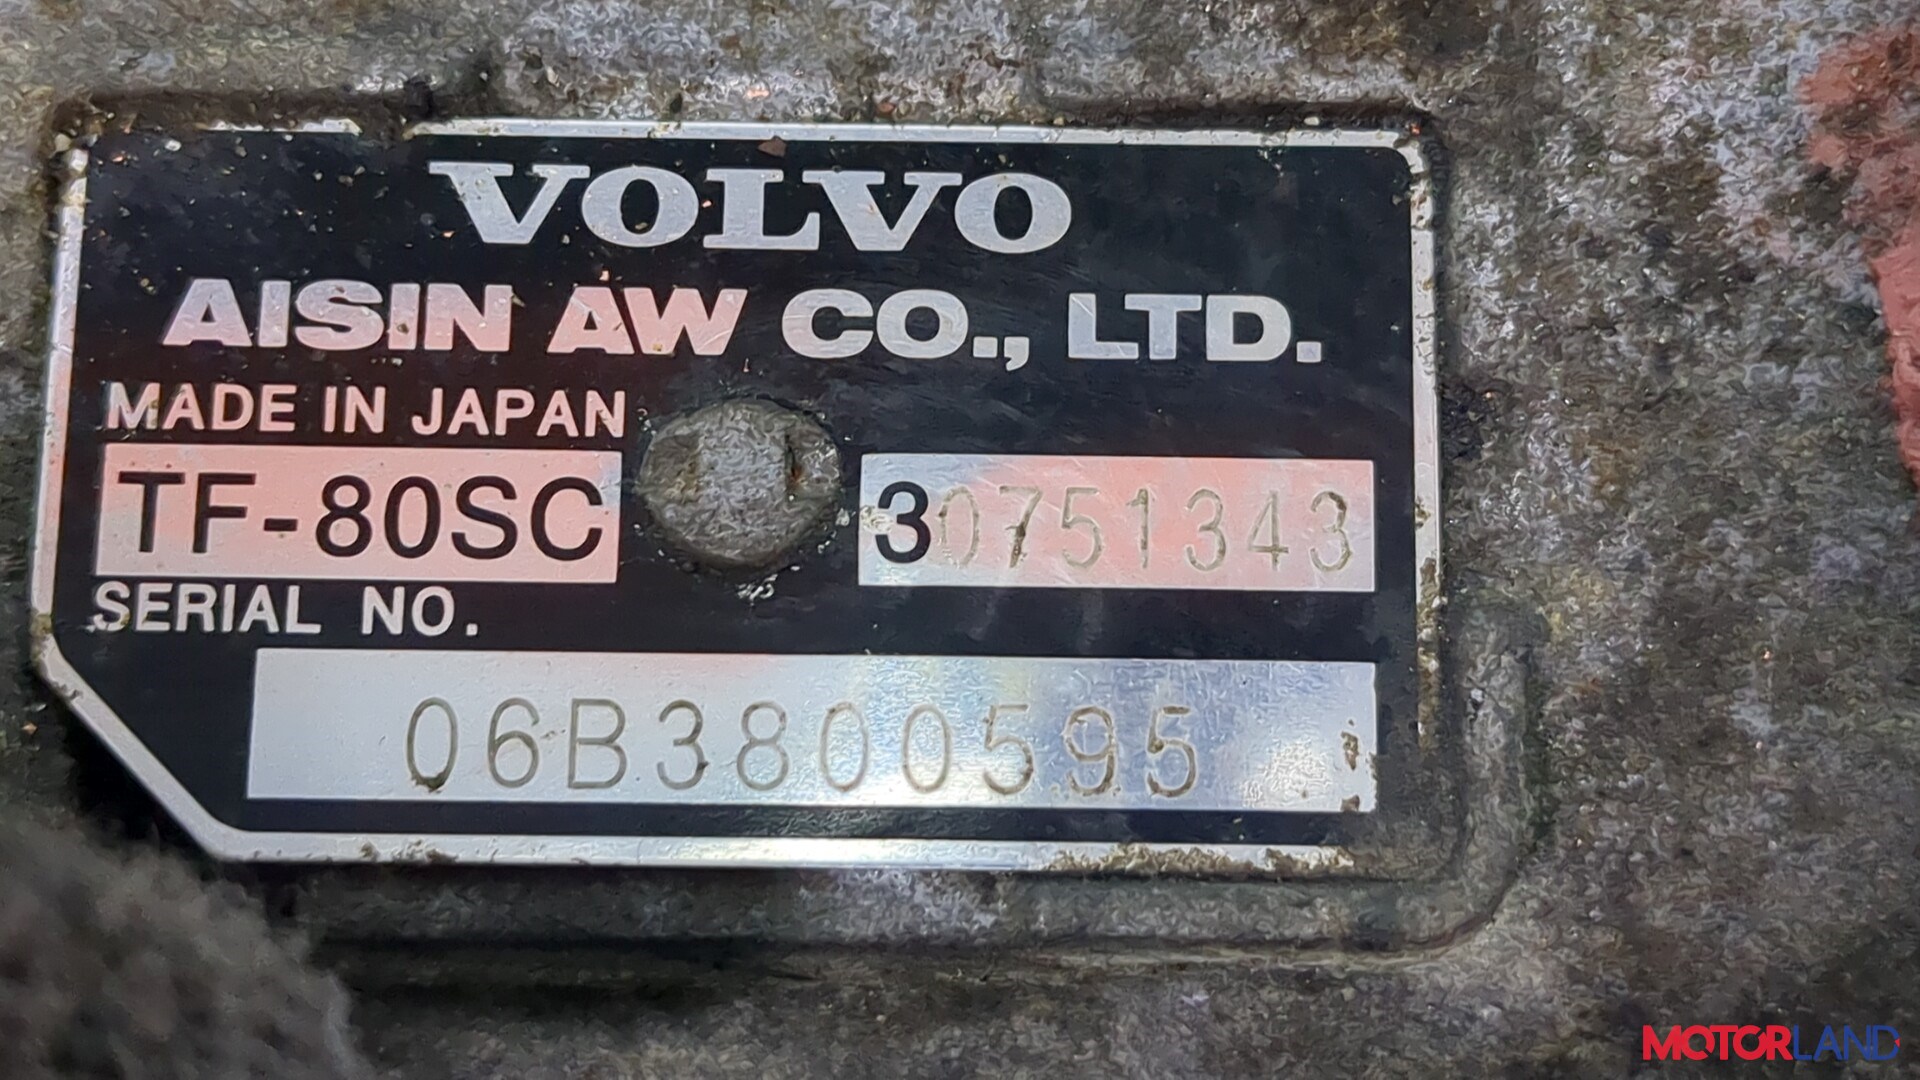 VOLVO
AISIN AW CO., LTD.
MADE IN JAPAN
TF-80SC 30751343
SERIAL NO.
06B3800595
MOTORLAND